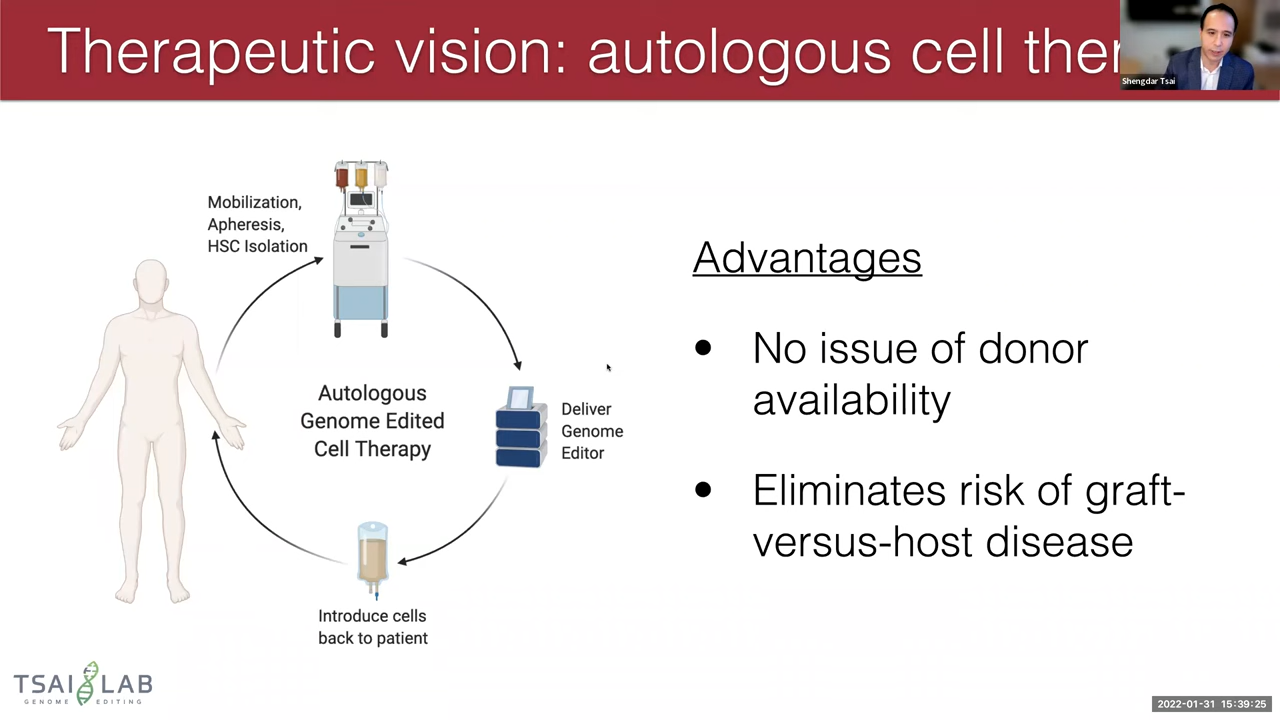 Therapeutic vision: autologous cell ther
Shengdar Tsai
Mobilization,
Apheresis,
HSC Isolation
Autologous
Genome Edited
Cell Therapy
Deliver
Genome
Editor
Introduce cells
back to patient
Advantages
• No issue of donor
availability
• Eliminates risk of graft-
versus-host disease
TSAI LAB
GENOME EDITING
2022-01-31 15:39:25